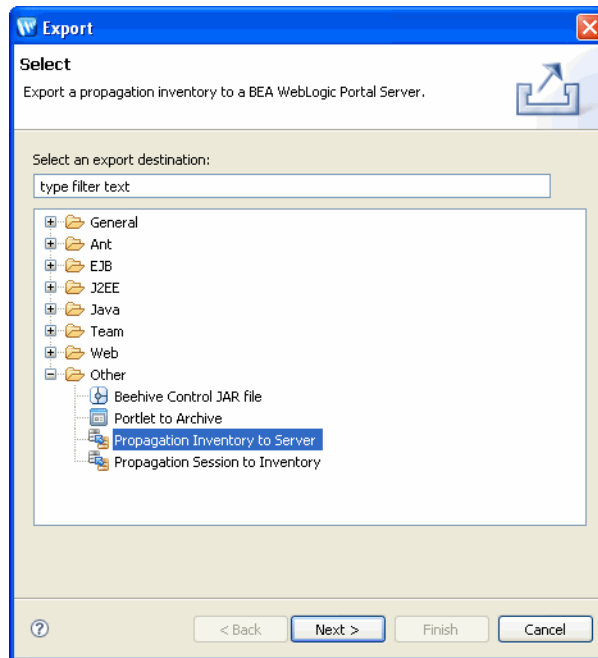 Export
Select
Export a propagation inventory to a BEA WebLogic Portal Server.
Select an export destination:
type filter text
General
Ant
EJB
J2EE
Java
Team
Web
Other
Beehive Control JAR file
Portlet to Archive
Propagation Inventory to Server
Propagation Session to Inventory
< Back Next > Finish Cancel